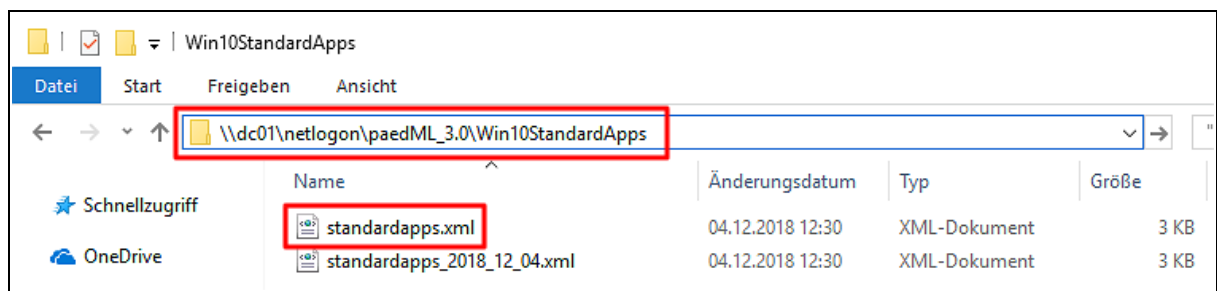 Win10StandardApps
Datei Start Freigeben Ansicht
\\dc01\netlogon\paedML_3.0\Win10StandardApps
Name Änderungsdatum Typ Größe
Schnellzugriff
standardapps.xml 04.12.2018 12:30 XML-Dokument 3 KB
OneDrive
standardapps_2018_12_04.xml 04.12.2018 12:30 XML-Dokument 3 KB